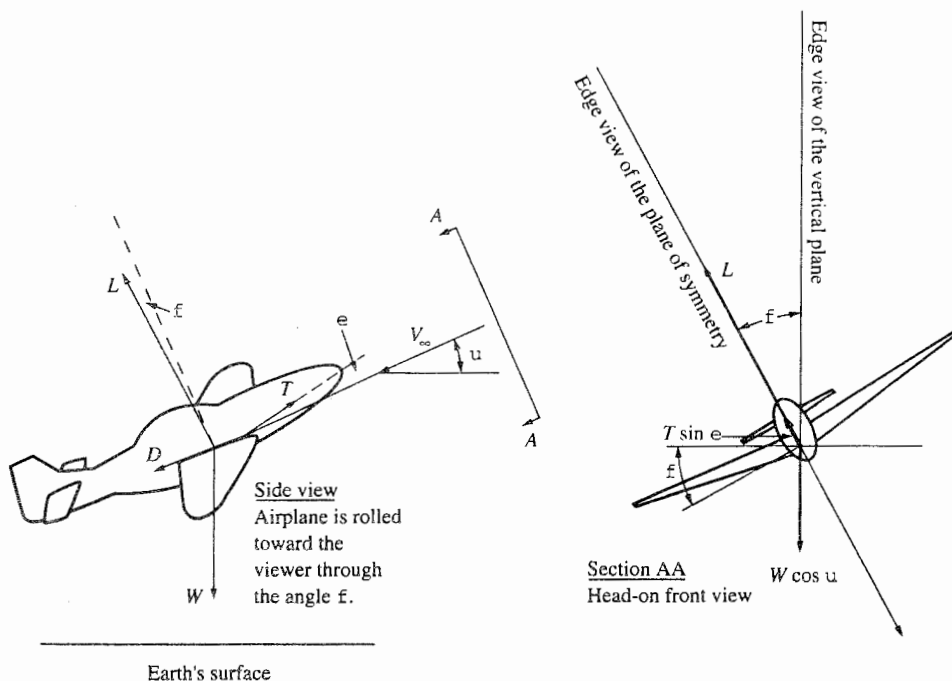 A
L
f
e
V∞
u
T
A
D
Side view
Airplane is rolled
toward the
viewer through
the angle f.
W
Earth's surface
Edge view of the plane of symmetry
Edge view of the vertical plane
L
f
T sin e
f
W cos u
Section AA
Head-on front view